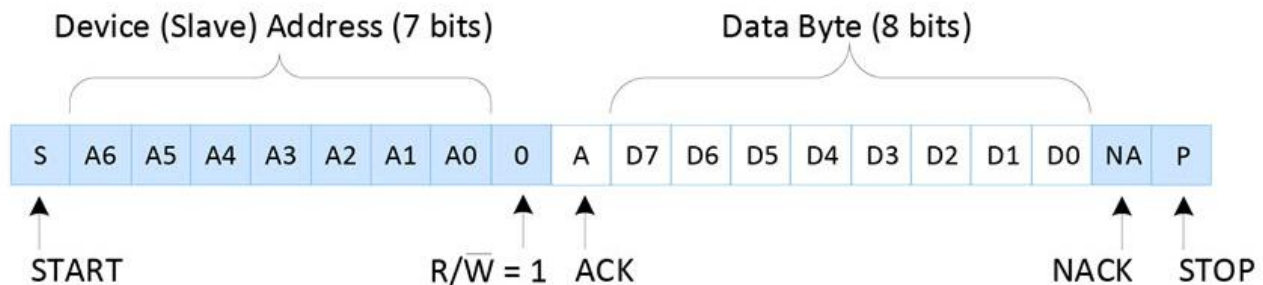 Device (Slave) Address (7 bits) Data Byte (8 bits)
S A6 A5 A4 A3 A2 A1 A0 0 A D7 D6 D5 D4 D3 D2 D1 D0 NA P
START R/W̅ = 1 ACK NACK STOP